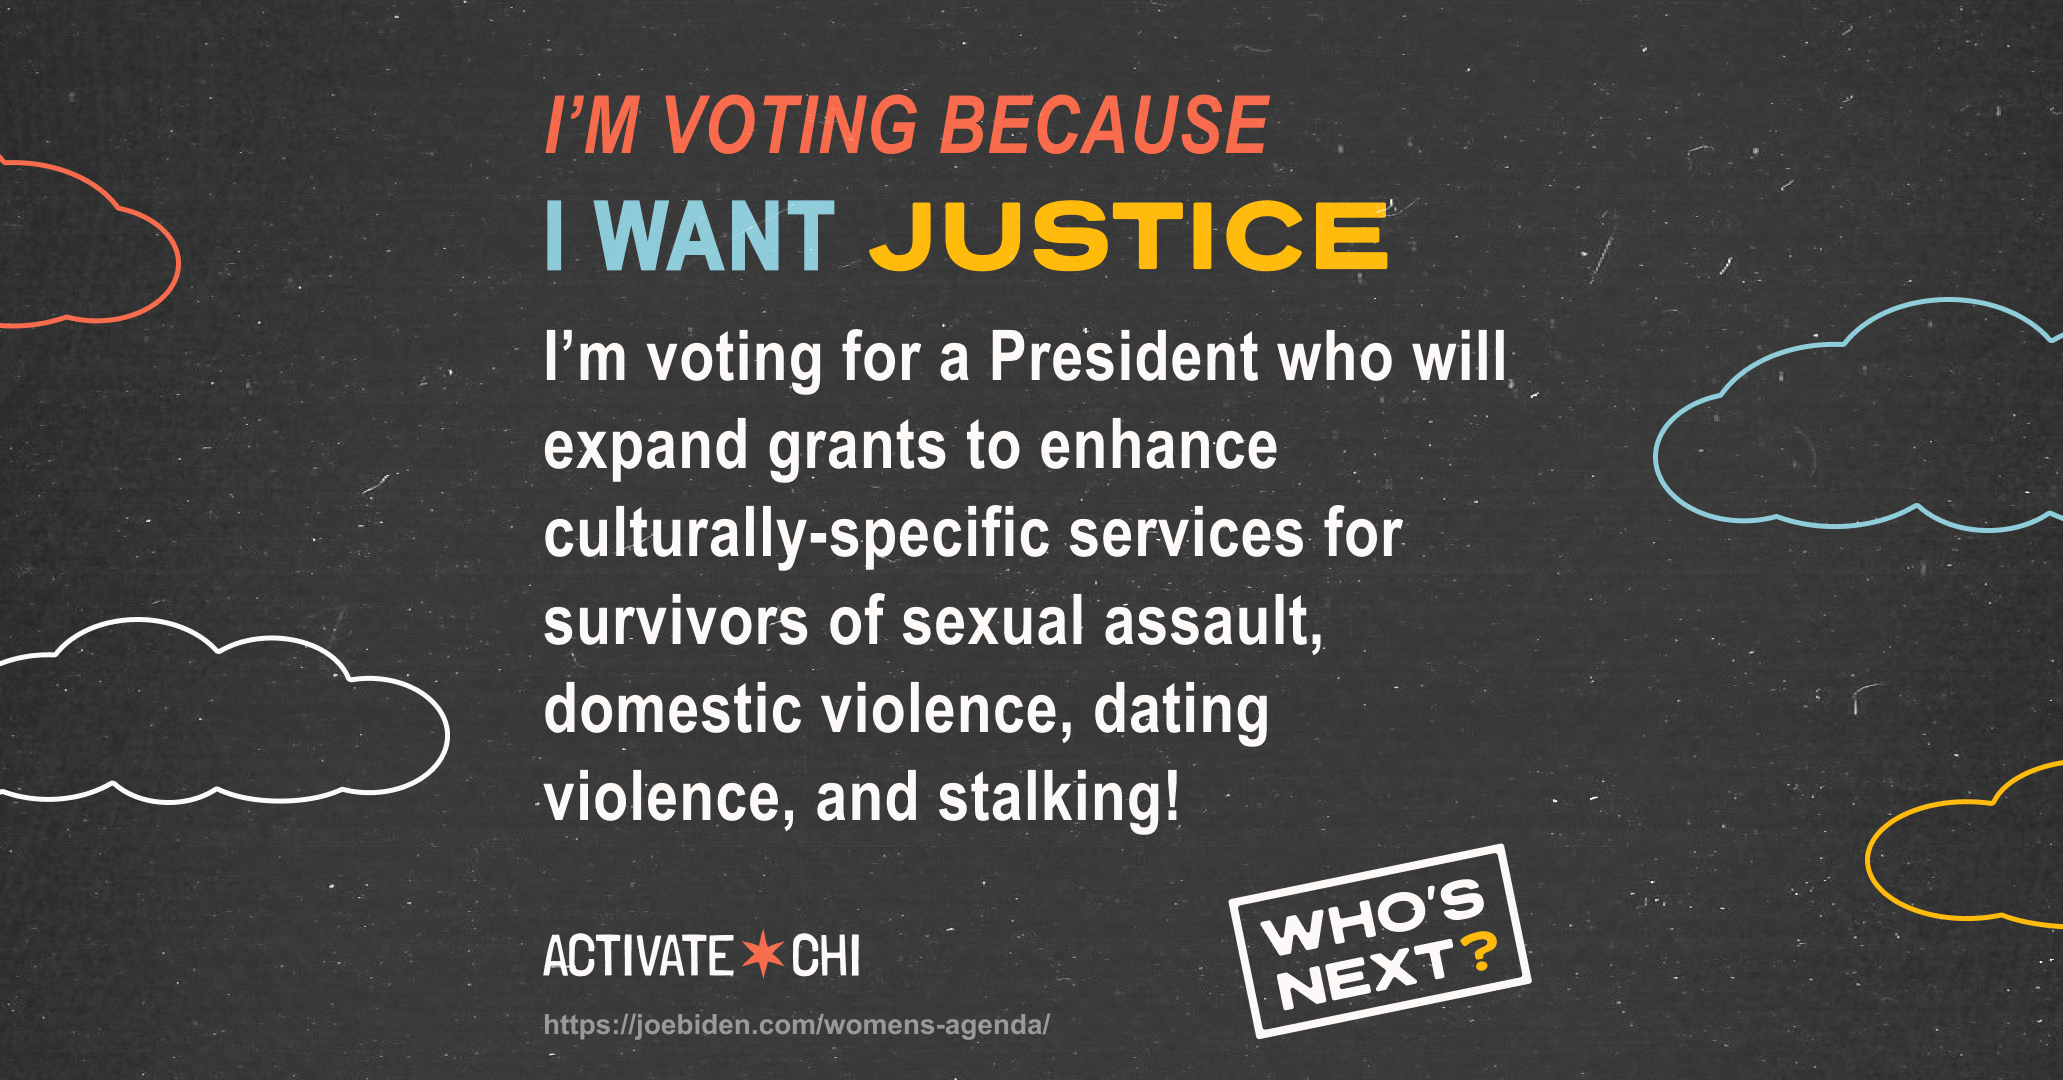 I’M VOTING BECAUSE
I WANT JUSTICE
I’m voting for a President who will
expand grants to enhance
culturally-specific services for
survivors of sexual assault,
domestic violence, dating
violence, and stalking!
ACTIVATE CHI
https://joebiden.com/womens-agenda/
WHO'S
NEXT?